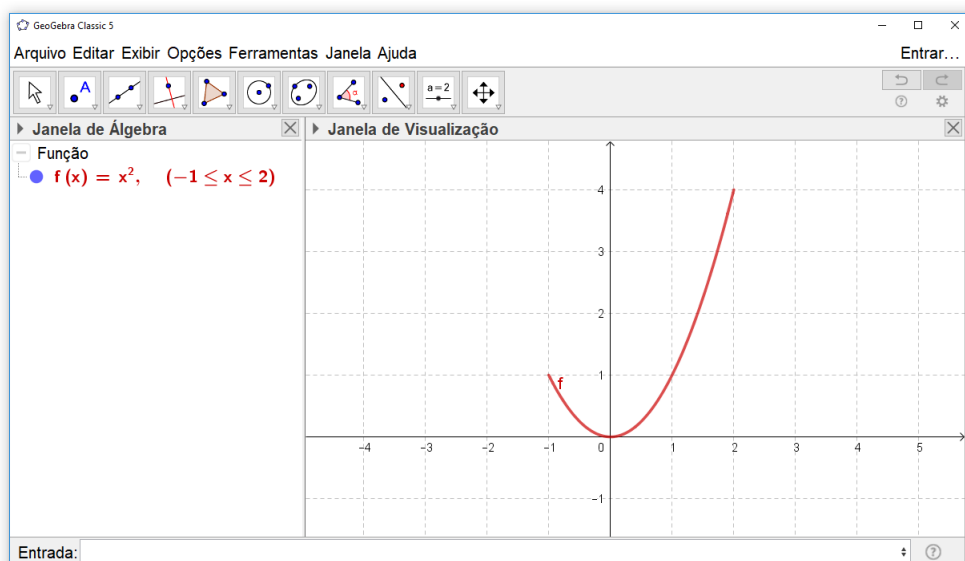 GeoGebra Classic 5
Arquivo Editar Exibir Opções Ferramentas Janela Ajuda Entrar...
A α a=2
Janela de Álgebra
Função
f (x) = x², (−1 ≤ x ≤ 2)
Janela de Visualização
4
3
2
1
f
-4 -3 -2 -1 0 1 2 3 4 5
-1
Entrada: